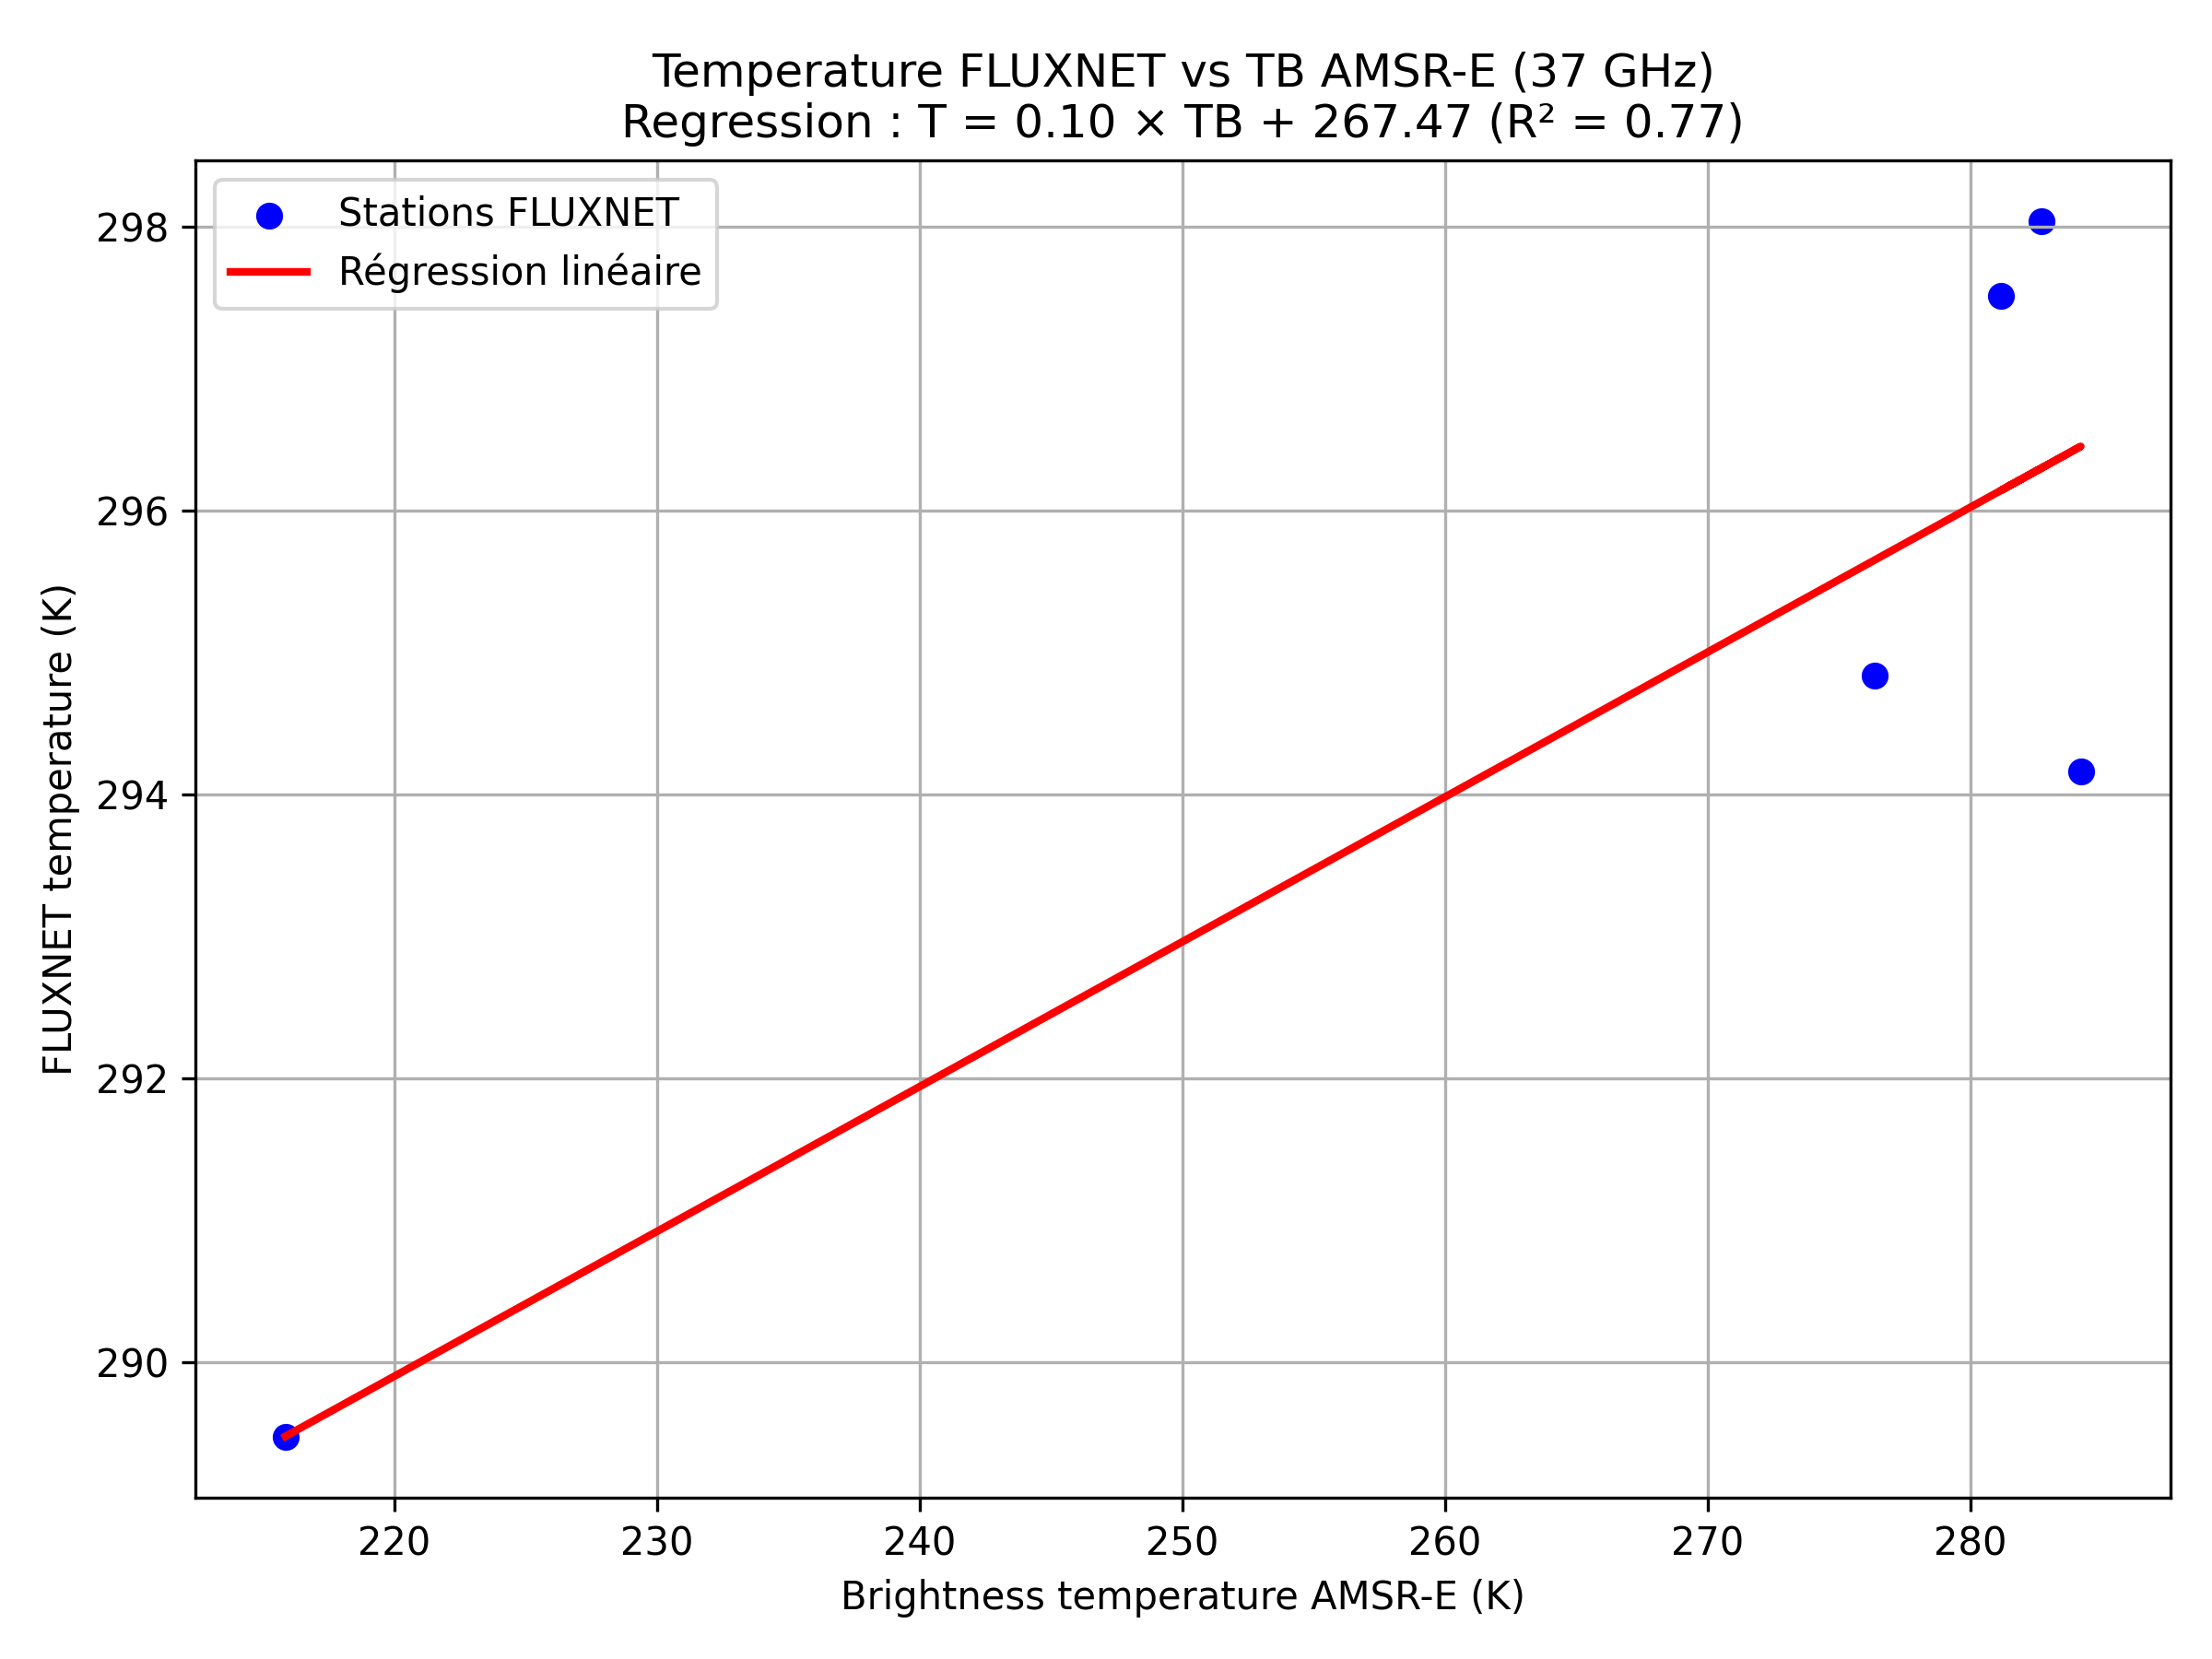 Temperature FLUXNET vs TB AMSR-E (37 GHz)
Regression : T = 0.10 × TB + 267.47 (R² = 0.77)
Stations FLUXNET
Régression linéaire
298
296
294
292
290
FLUXNET temperature (K)
220 230 240 250 260 270 280
Brightness temperature AMSR-E (K)